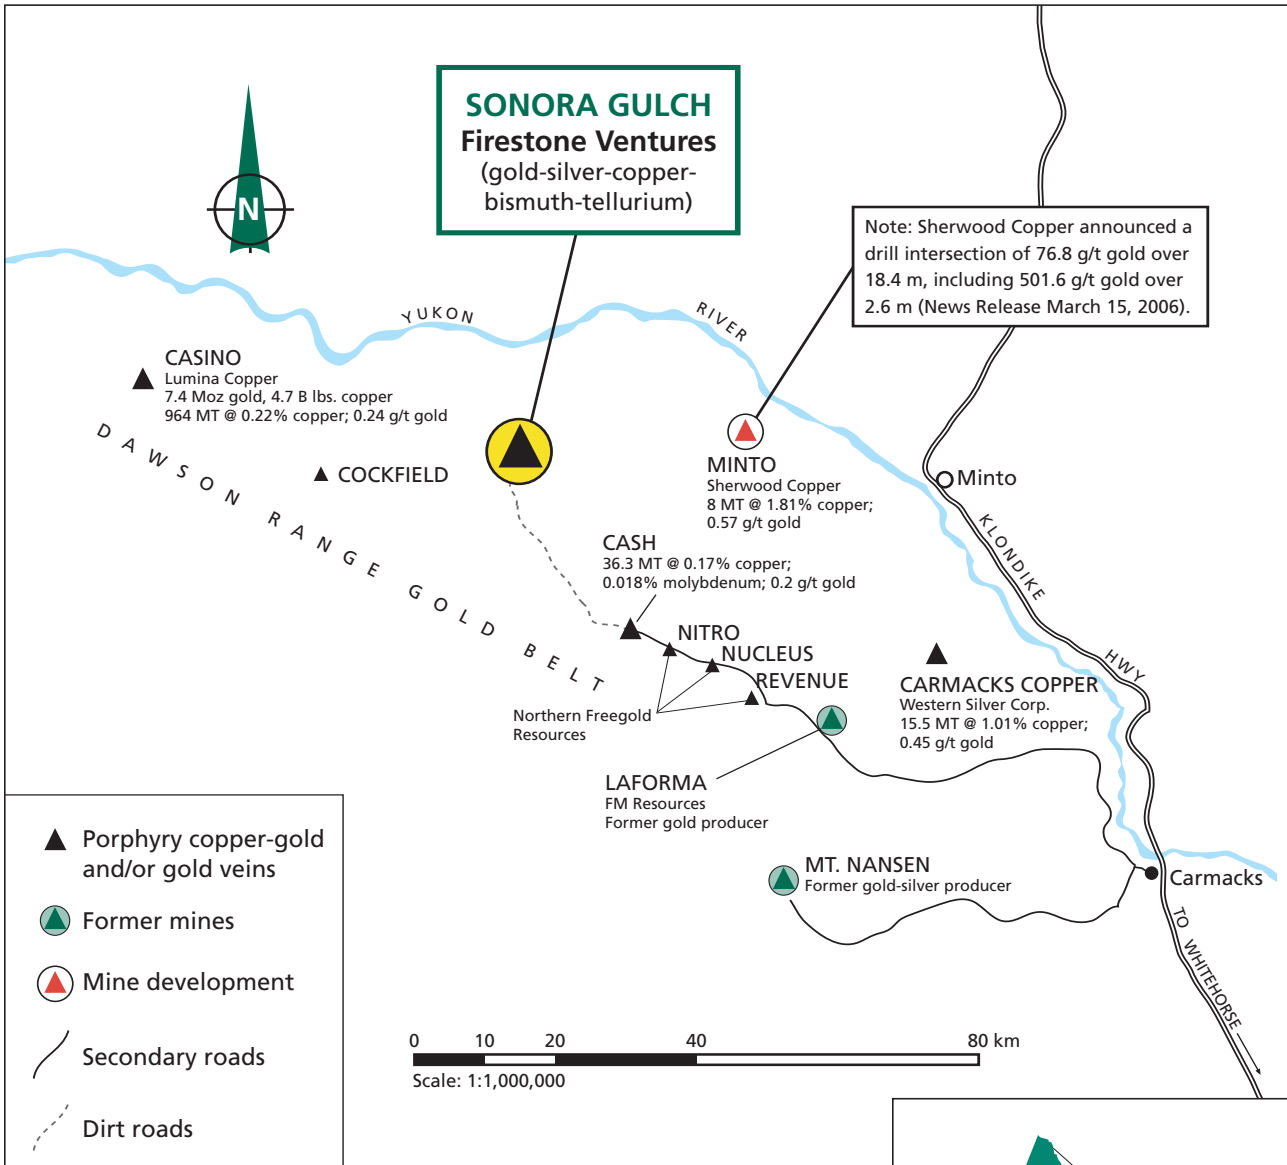 SONORA GULCH
Firestone Ventures
(gold-silver-copper-
bismuth-tellurium)
N
Note: Sherwood Copper announced a
drill intersection of 76.8 g/t gold over
18.4 m, including 501.6 g/t gold over
2.6 m (News Release March 15, 2006).
YUKON RIVER
CASINO
Lumina Copper
7.4 Moz gold, 4.7 B lbs. copper
964 MT @ 0.22% copper; 0.24 g/t gold
DAWSON RANGE GOLD BELT
COCKFIELD
MINTO
Sherwood Copper
8 MT @ 1.81% copper;
0.57 g/t gold
Minto
KLONDIKE HWY
CASH
36.3 MT @ 0.17% copper;
0.018% molybdenum; 0.2 g/t gold
NITRO
NUCLEUS
REVENUE
Northern Freegold
Resources
CARMACKS COPPER
Western Silver Corp.
15.5 MT @ 1.01% copper;
0.45 g/t gold
LAFORMA
FM Resources
Former gold producer
MT. NANSEN
Former gold-silver producer
Carmacks
TO WHITEHORSE
Porphyry copper-gold
and/or gold veins
Former mines
Mine development
Secondary roads
Dirt roads
0 10 20 40 80 km
Scale: 1:1,000,000